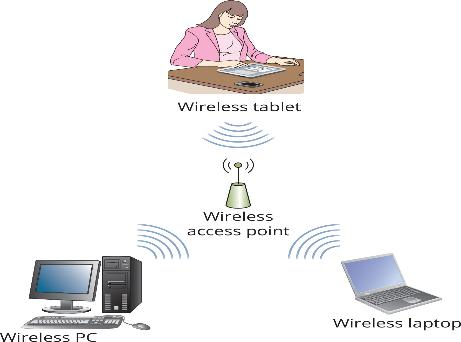 Wireless tablet
Wireless
access point
Wireless laptop
Wireless PC